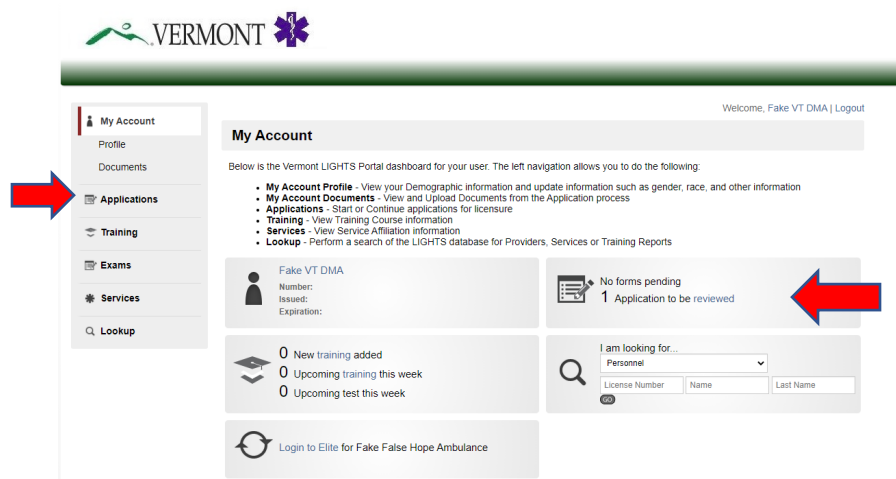 VERMONT
Welcome, Fake VT DMA | Logout
My Account
Profile
Documents
Applications
Training
Exams
Services
Lookup
My Account
Below is the Vermont LIGHTS Portal dashboard for your user. The left navigation allows you to do the following:
• My Account Profile - View your Demographic information and update information such as gender, race, and other information
• My Account Documents - View and Upload Documents from the Application process
• Applications - Start or Continue applications for licensure
• Training - View Training Course information
• Services - View Service Affiliation information
• Lookup - Perform a search of the LIGHTS database for Providers, Services or Training Reports
Fake VT DMA
Number:
Issued:
Expiration:
No forms pending
1 Application to be reviewed
0 New training added
0 Upcoming training this week
0 Upcoming test this week
I am looking for...
Personnel
License Number Name Last Name
GO
Login to Elite for Fake False Hope Ambulance